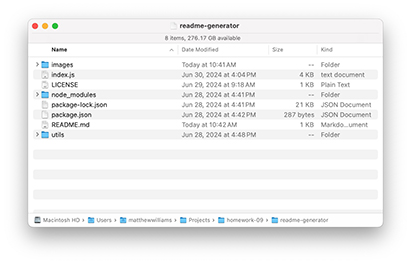 readme-generator
8 items, 276.17 GB available
Name Date Modified Size Kind
images Today at 10:41 AM -- Folder
index.js Jun 30, 2024 at 4:04 PM 4 KB text document
LICENSE Jun 29, 2024 at 9:18 AM 1 KB Plain Text
node_modules Jun 28, 2024 at 4:41 PM -- Folder
package-lock.json Jun 28, 2024 at 4:41 PM 21 KB JSON Document
package.json Jun 28, 2024 at 4:42 PM 287 bytes JSON Document
README.md Today at 10:42 AM 1 KB Markdo...ument
utils Jun 28, 2024 at 4:48 PM -- Folder
Macintosh HD > Users > matthewwilliams > Projects > homework-09 > readme-generator